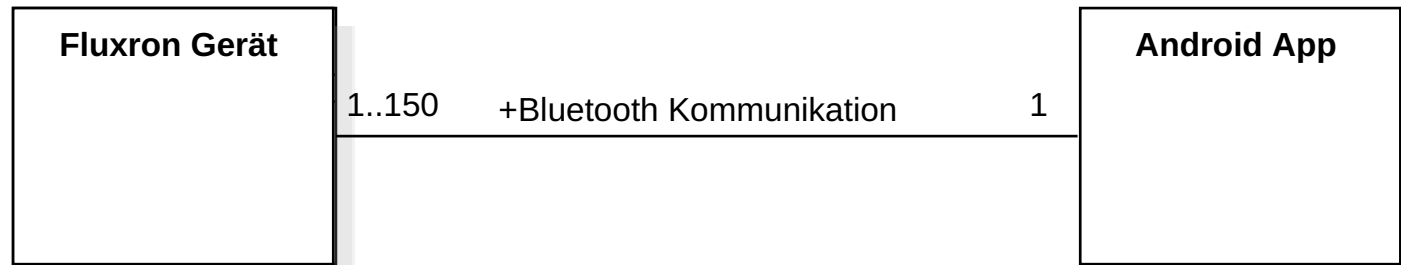 Fluxron Gerät
Android App
1..150
+Bluetooth Kommunikation
1